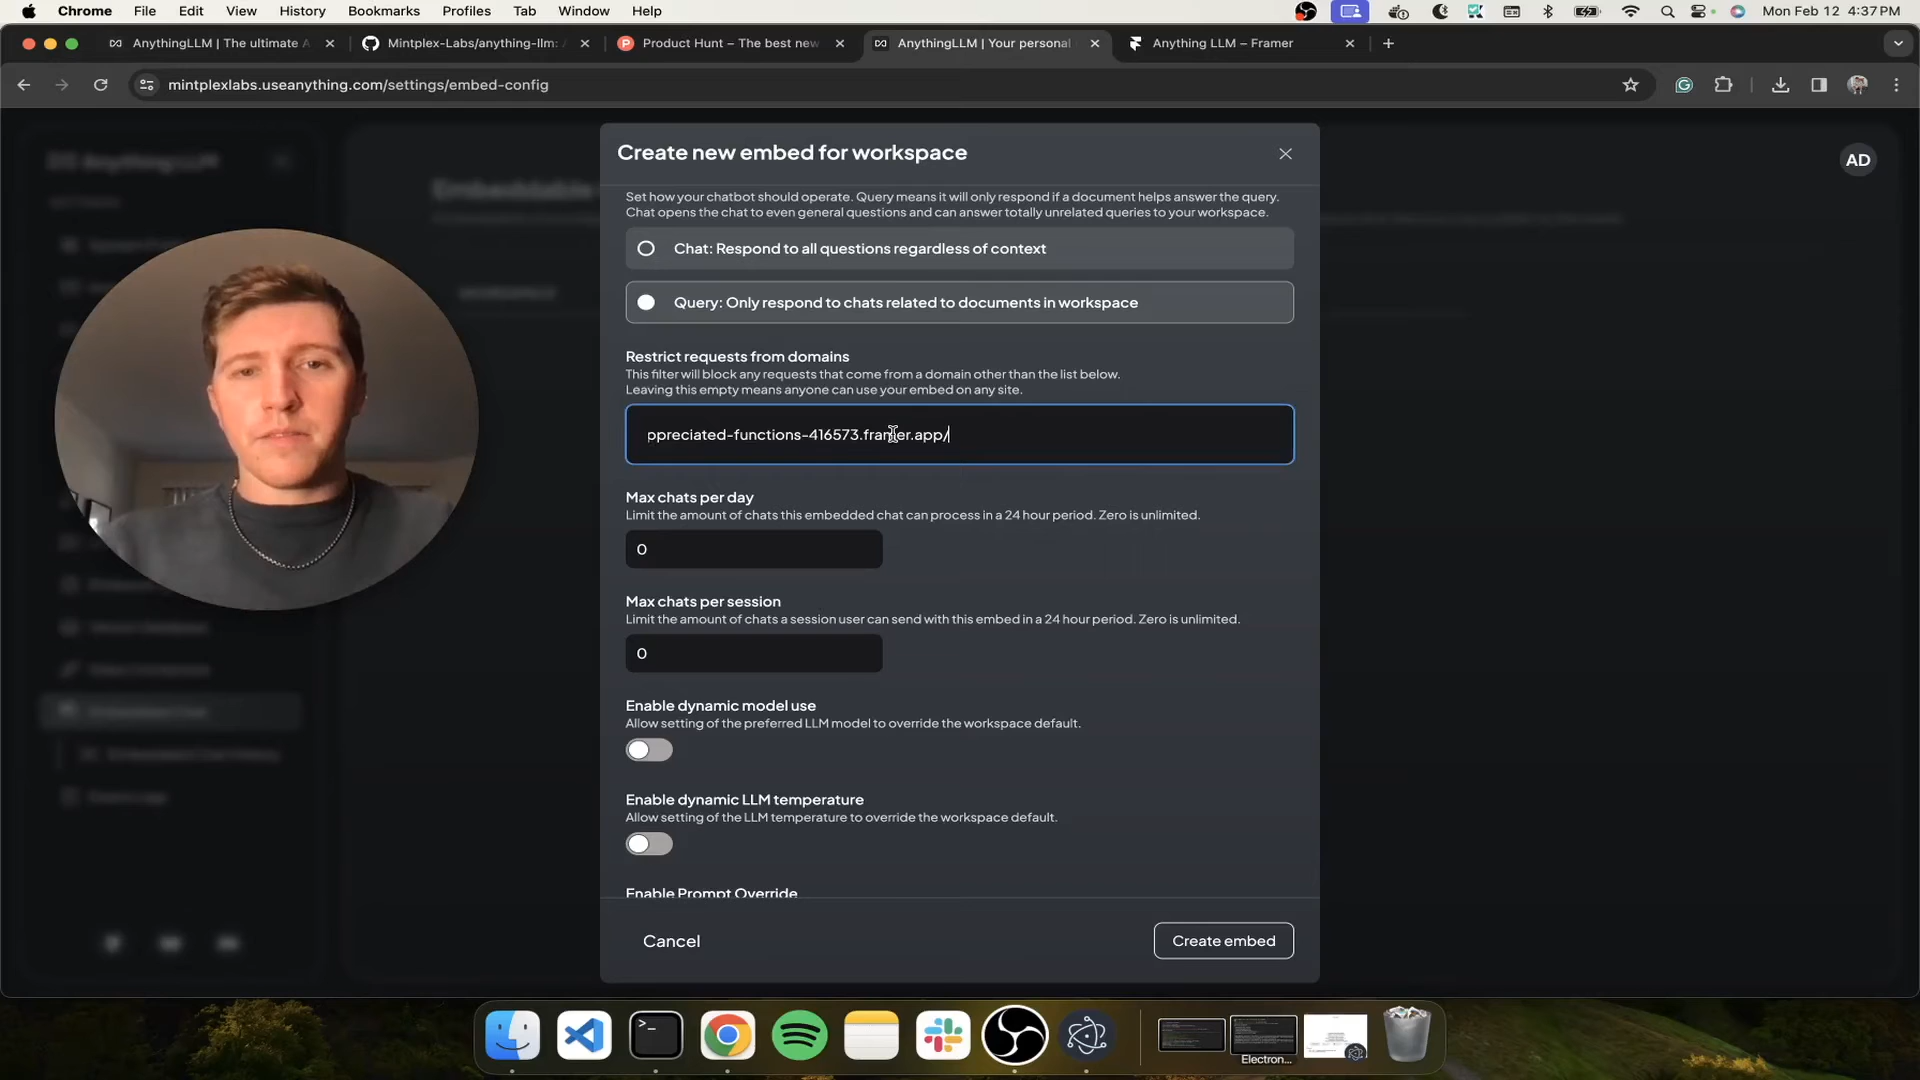 Chrome File Edit View History Bookmarks Profiles Tab Window Help Mon Feb 12 4:37 PM
AnythingLLM | The ultimate A Mintplex-Labs/anything-llm: Product Hunt – The best new AnythingLLM | Your personal Anything LLM – Framer
mintplexlabs.useanything.com/settings/embed-config
Create new embed for workspace
AD
Set how your chatbot should operate. Query means it will only respond if a document helps answer the query.
Chat opens the chat to even general questions and can answer totally unrelated queries to your workspace.
Chat: Respond to all questions regardless of context
Query: Only respond to chats related to documents in workspace
Restrict requests from domains
This filter will block any requests that come from a domain other than the list below.
Leaving this empty means anyone can use your embed on any site.
ppreciated-functions-416573.framer.app/
Max chats per day
Limit the amount of chats this embedded chat can process in a 24 hour period. Zero is unlimited.
0
Max chats per session
Limit the amount of chats a session user can send with this embed in a 24 hour period. Zero is unlimited.
0
Enable dynamic model use
Allow setting of the preferred LLM model to override the workspace default.
Enable dynamic LLM temperature
Allow setting of the LLM temperature to override the workspace default.
Enable Prompt Override
Cancel Create embed
Electron...